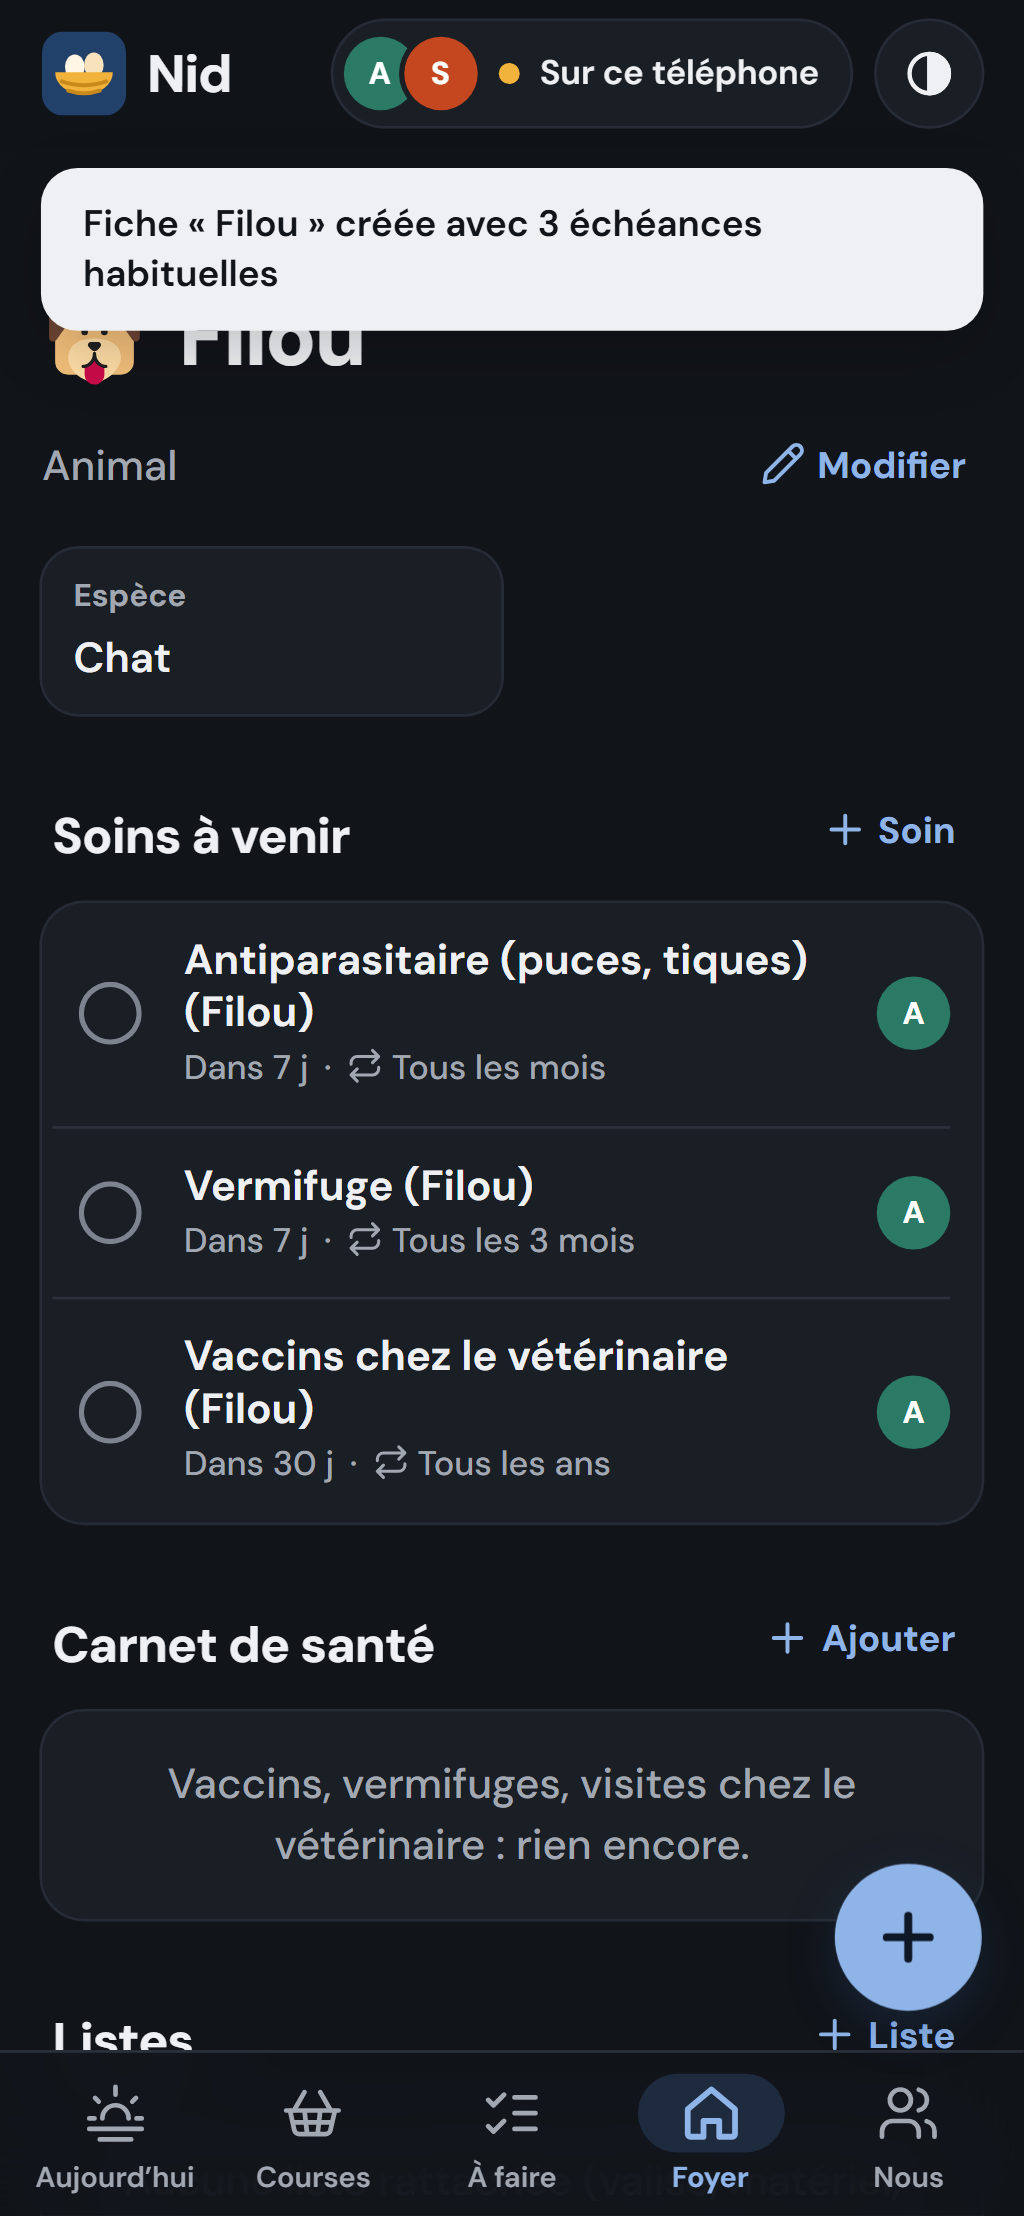 Nid
A
S
Sur ce téléphone
Fiche « Filou » créée avec 3 échéances
habituelles
Filou
Animal
Modifier
Espèce
Chat
Soins à venir
+ Soin
Antiparasitaire (puces, tiques)
(Filou)
A
Dans 7 j · Tous les mois
Vermifuge (Filou)
A
Dans 7 j · Tous les 3 mois
Vaccins chez le vétérinaire
(Filou)
A
Dans 30 j · Tous les ans
Carnet de santé
+ Ajouter
Vaccins, vermifuges, visites chez le
vétérinaire : rien encore.
Listes
+ Liste
Aujourd’hui
Courses
À faire
Foyer
Nous